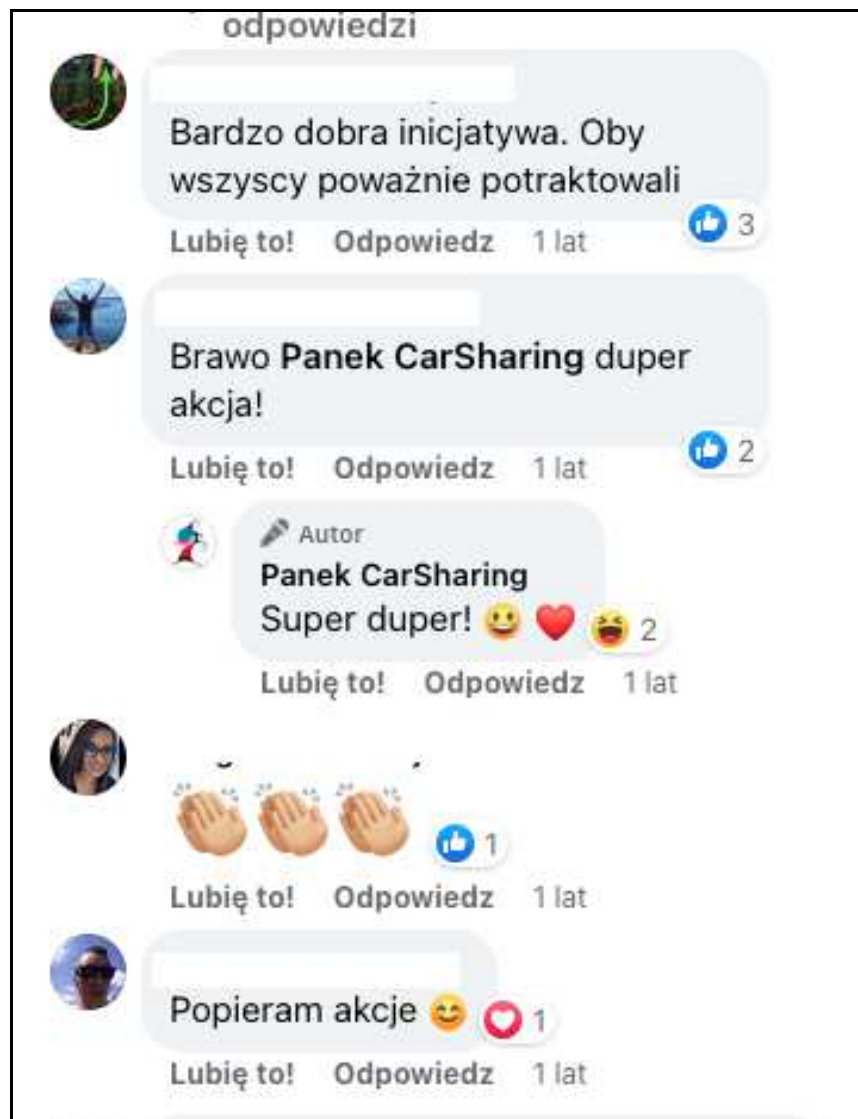 odpowiedzi
Bardzo dobra inicjatywa. Oby
wszyscy poważnie potraktowali
3
Lubię to! Odpowiedz 1 lat
Brawo Panek CarSharing duper
akcja!
2
Lubię to! Odpowiedz 1 lat
Autor
Panek CarSharing
Super duper! 😀 ❤️ 2
Lubię to! Odpowiedz 1 lat
👏🏼👏🏼👏🏼 1
Lubię to! Odpowiedz 1 lat
Popieram akcje 😊 1
Lubię to! Odpowiedz 1 lat